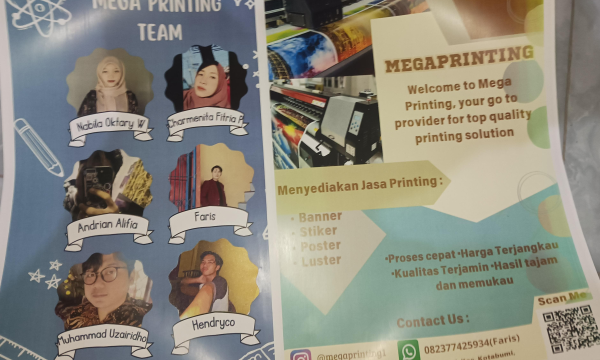 MEGA PRINTING
TEAM
Nabila Oktary W
Charmenita Fitria P.
Andrian Alifia
Faris
Muhammad Uzairidho
Hendryco
MEGAPRINTING
Welcome to Mega
Printing, your go to
provider for top quality
printing solution
Menyediakan Jasa Printing :
• Banner
• Stiker
• Poster
• Luster
•Proses cepat •Harga Terjangkau
•Kualitas Terjamin •Hasil tajam
dan memukau
Contact Us :
Scan Me
@megaprinting1
082377425934(Faris)
Kotabumi